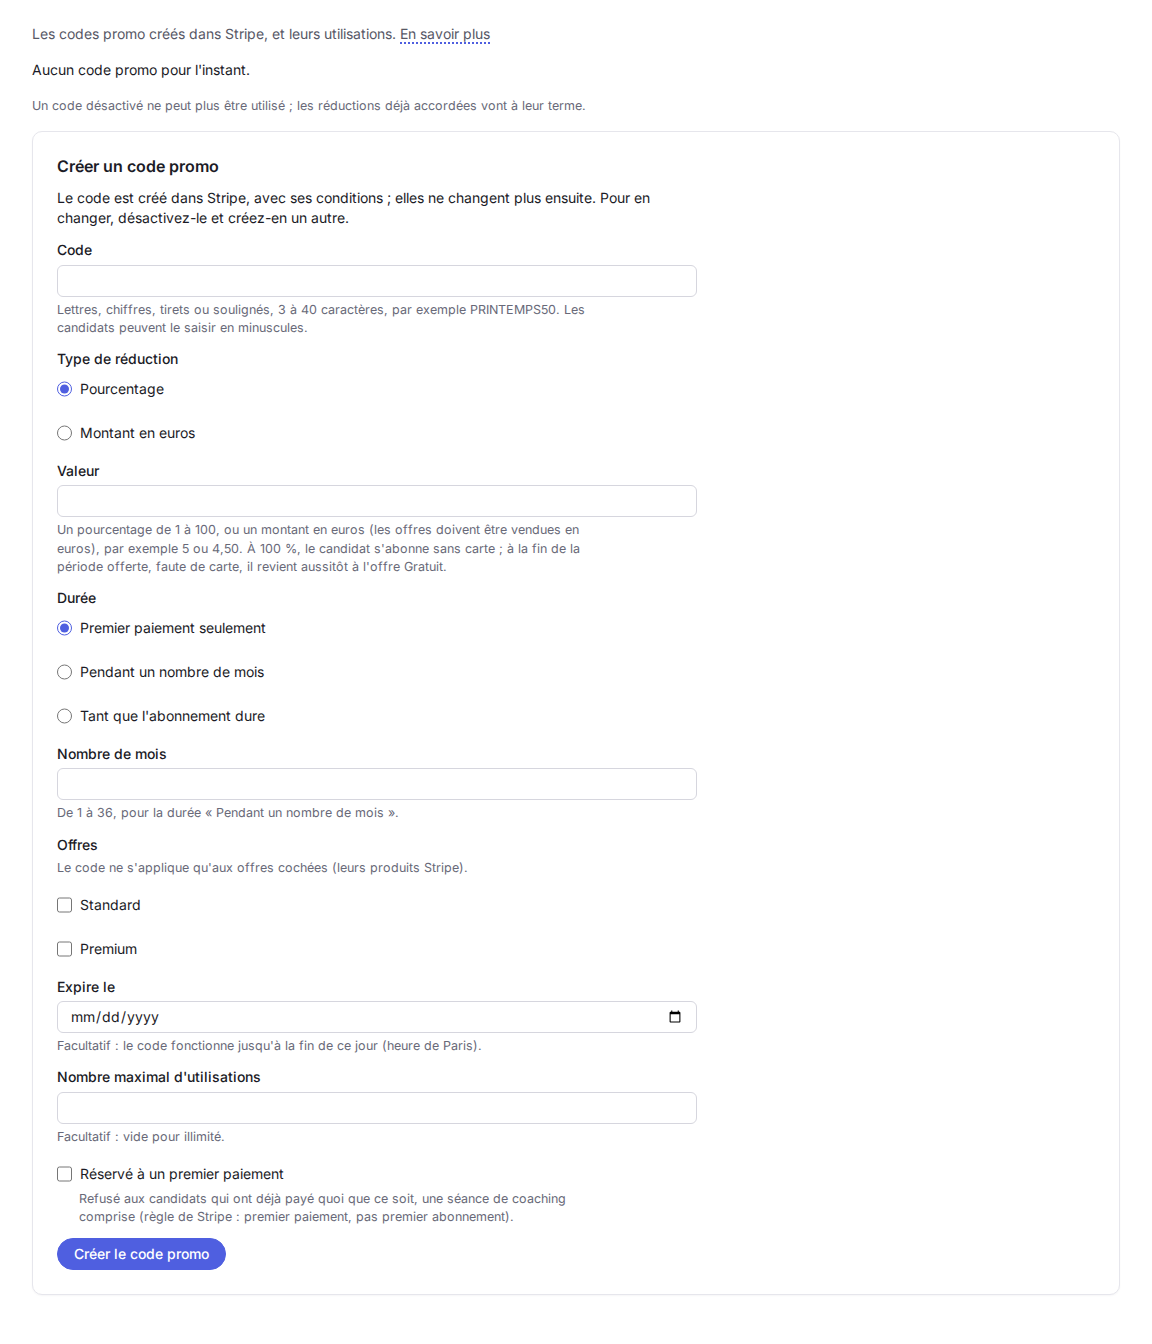 Les codes promo créés dans Stripe, et leurs utilisations. En savoir plus
Aucun code promo pour l'instant.
Un code désactivé ne peut plus être utilisé ; les réductions déjà accordées vont à leur terme.
Créer un code promo
Le code est créé dans Stripe, avec ses conditions ; elles ne changent plus ensuite. Pour en
changer, désactivez-le et créez-en un autre.
Code
Lettres, chiffres, tirets ou soulignés, 3 à 40 caractères, par exemple PRINTEMPS50. Les
candidats peuvent le saisir en minuscules.
Type de réduction
Pourcentage
Montant en euros
Valeur
Un pourcentage de 1 à 100, ou un montant en euros (les offres doivent être vendues en
euros), par exemple 5 ou 4,50. À 100 %, le candidat s'abonne sans carte ; à la fin de la
période offerte, faute de carte, il revient aussitôt à l'offre Gratuit.
Durée
Premier paiement seulement
Pendant un nombre de mois
Tant que l'abonnement dure
Nombre de mois
De 1 à 36, pour la durée « Pendant un nombre de mois ».
Offres
Le code ne s'applique qu'aux offres cochées (leurs produits Stripe).
Standard
Premium
Expire le
mm/dd/yyyy
Facultatif : le code fonctionne jusqu'à la fin de ce jour (heure de Paris).
Nombre maximal d'utilisations
Facultatif : vide pour illimité.
Réservé à un premier paiement
Refusé aux candidats qui ont déjà payé quoi que ce soit, une séance de coaching
comprise (règle de Stripe : premier paiement, pas premier abonnement).
Créer le code promo